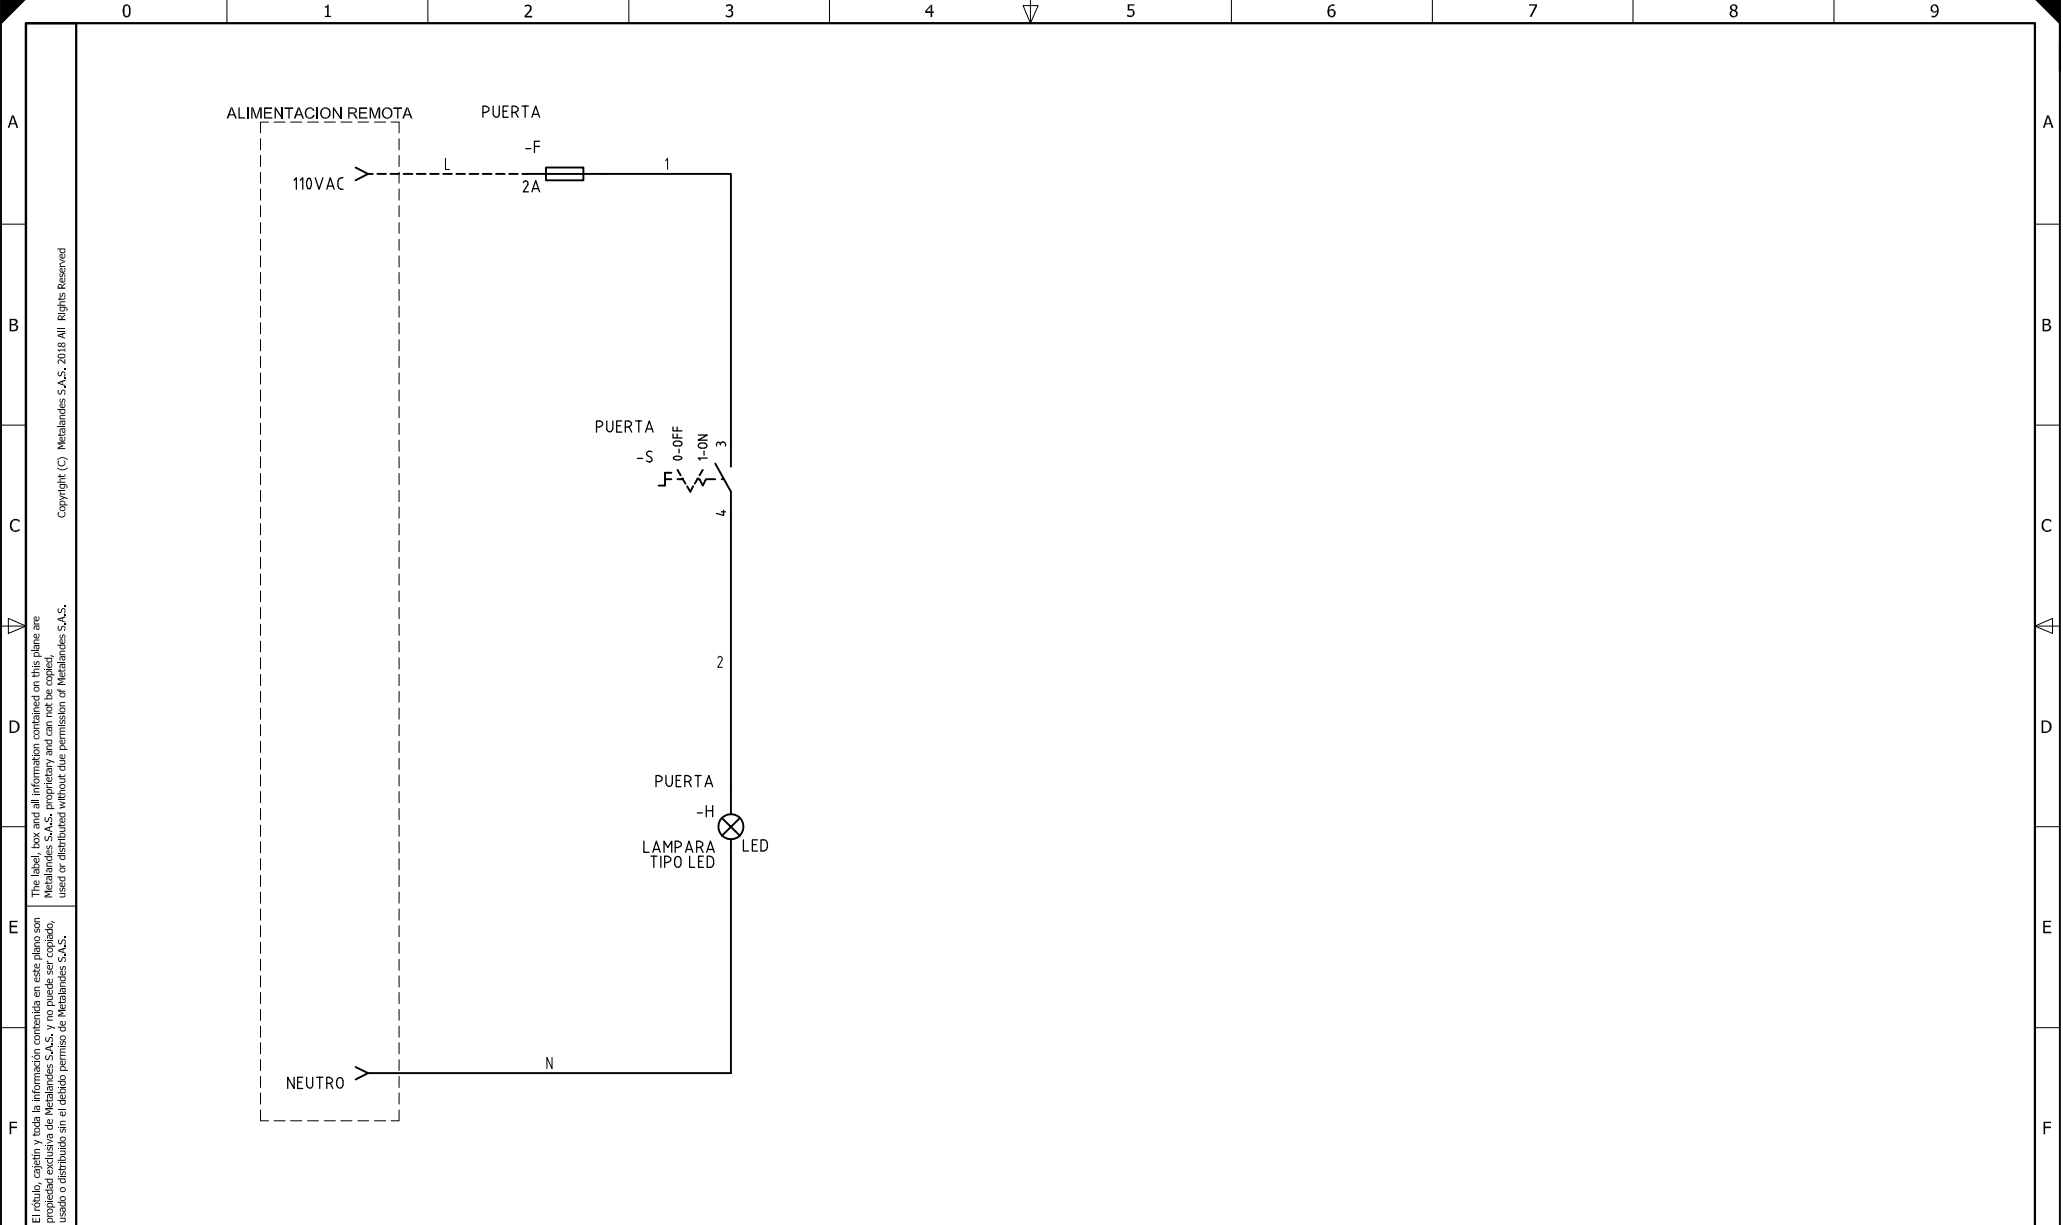 0 1 2 3 4 5 6 7 8 9
A A
B B
C C
D D
E E
F F
ALIMENTACION REMOTA
PUERTA
-F
L
1
110VAC
2A
PUERTA
-S
0-OFF
1-ON
3
4
2
PUERTA
-H
LAMPARA
TIPO LED
LED
N
NEUTRO
Copyright (C) Metalandes S.A.S. 2018 All Rights Reserved
The label, box and all information contained on this plane are
Metalandes S.A.S. proprietary and can not be copied,
used or distributed without due permission of Metalandes S.A.S.
El rótulo, cajetín y toda la información contenida en este plano son
propiedad exclusiva de Metalandes S.A.S. y no puede ser copiado,
usado o distribuido sin el debido permiso de Metalandes S.A.S.